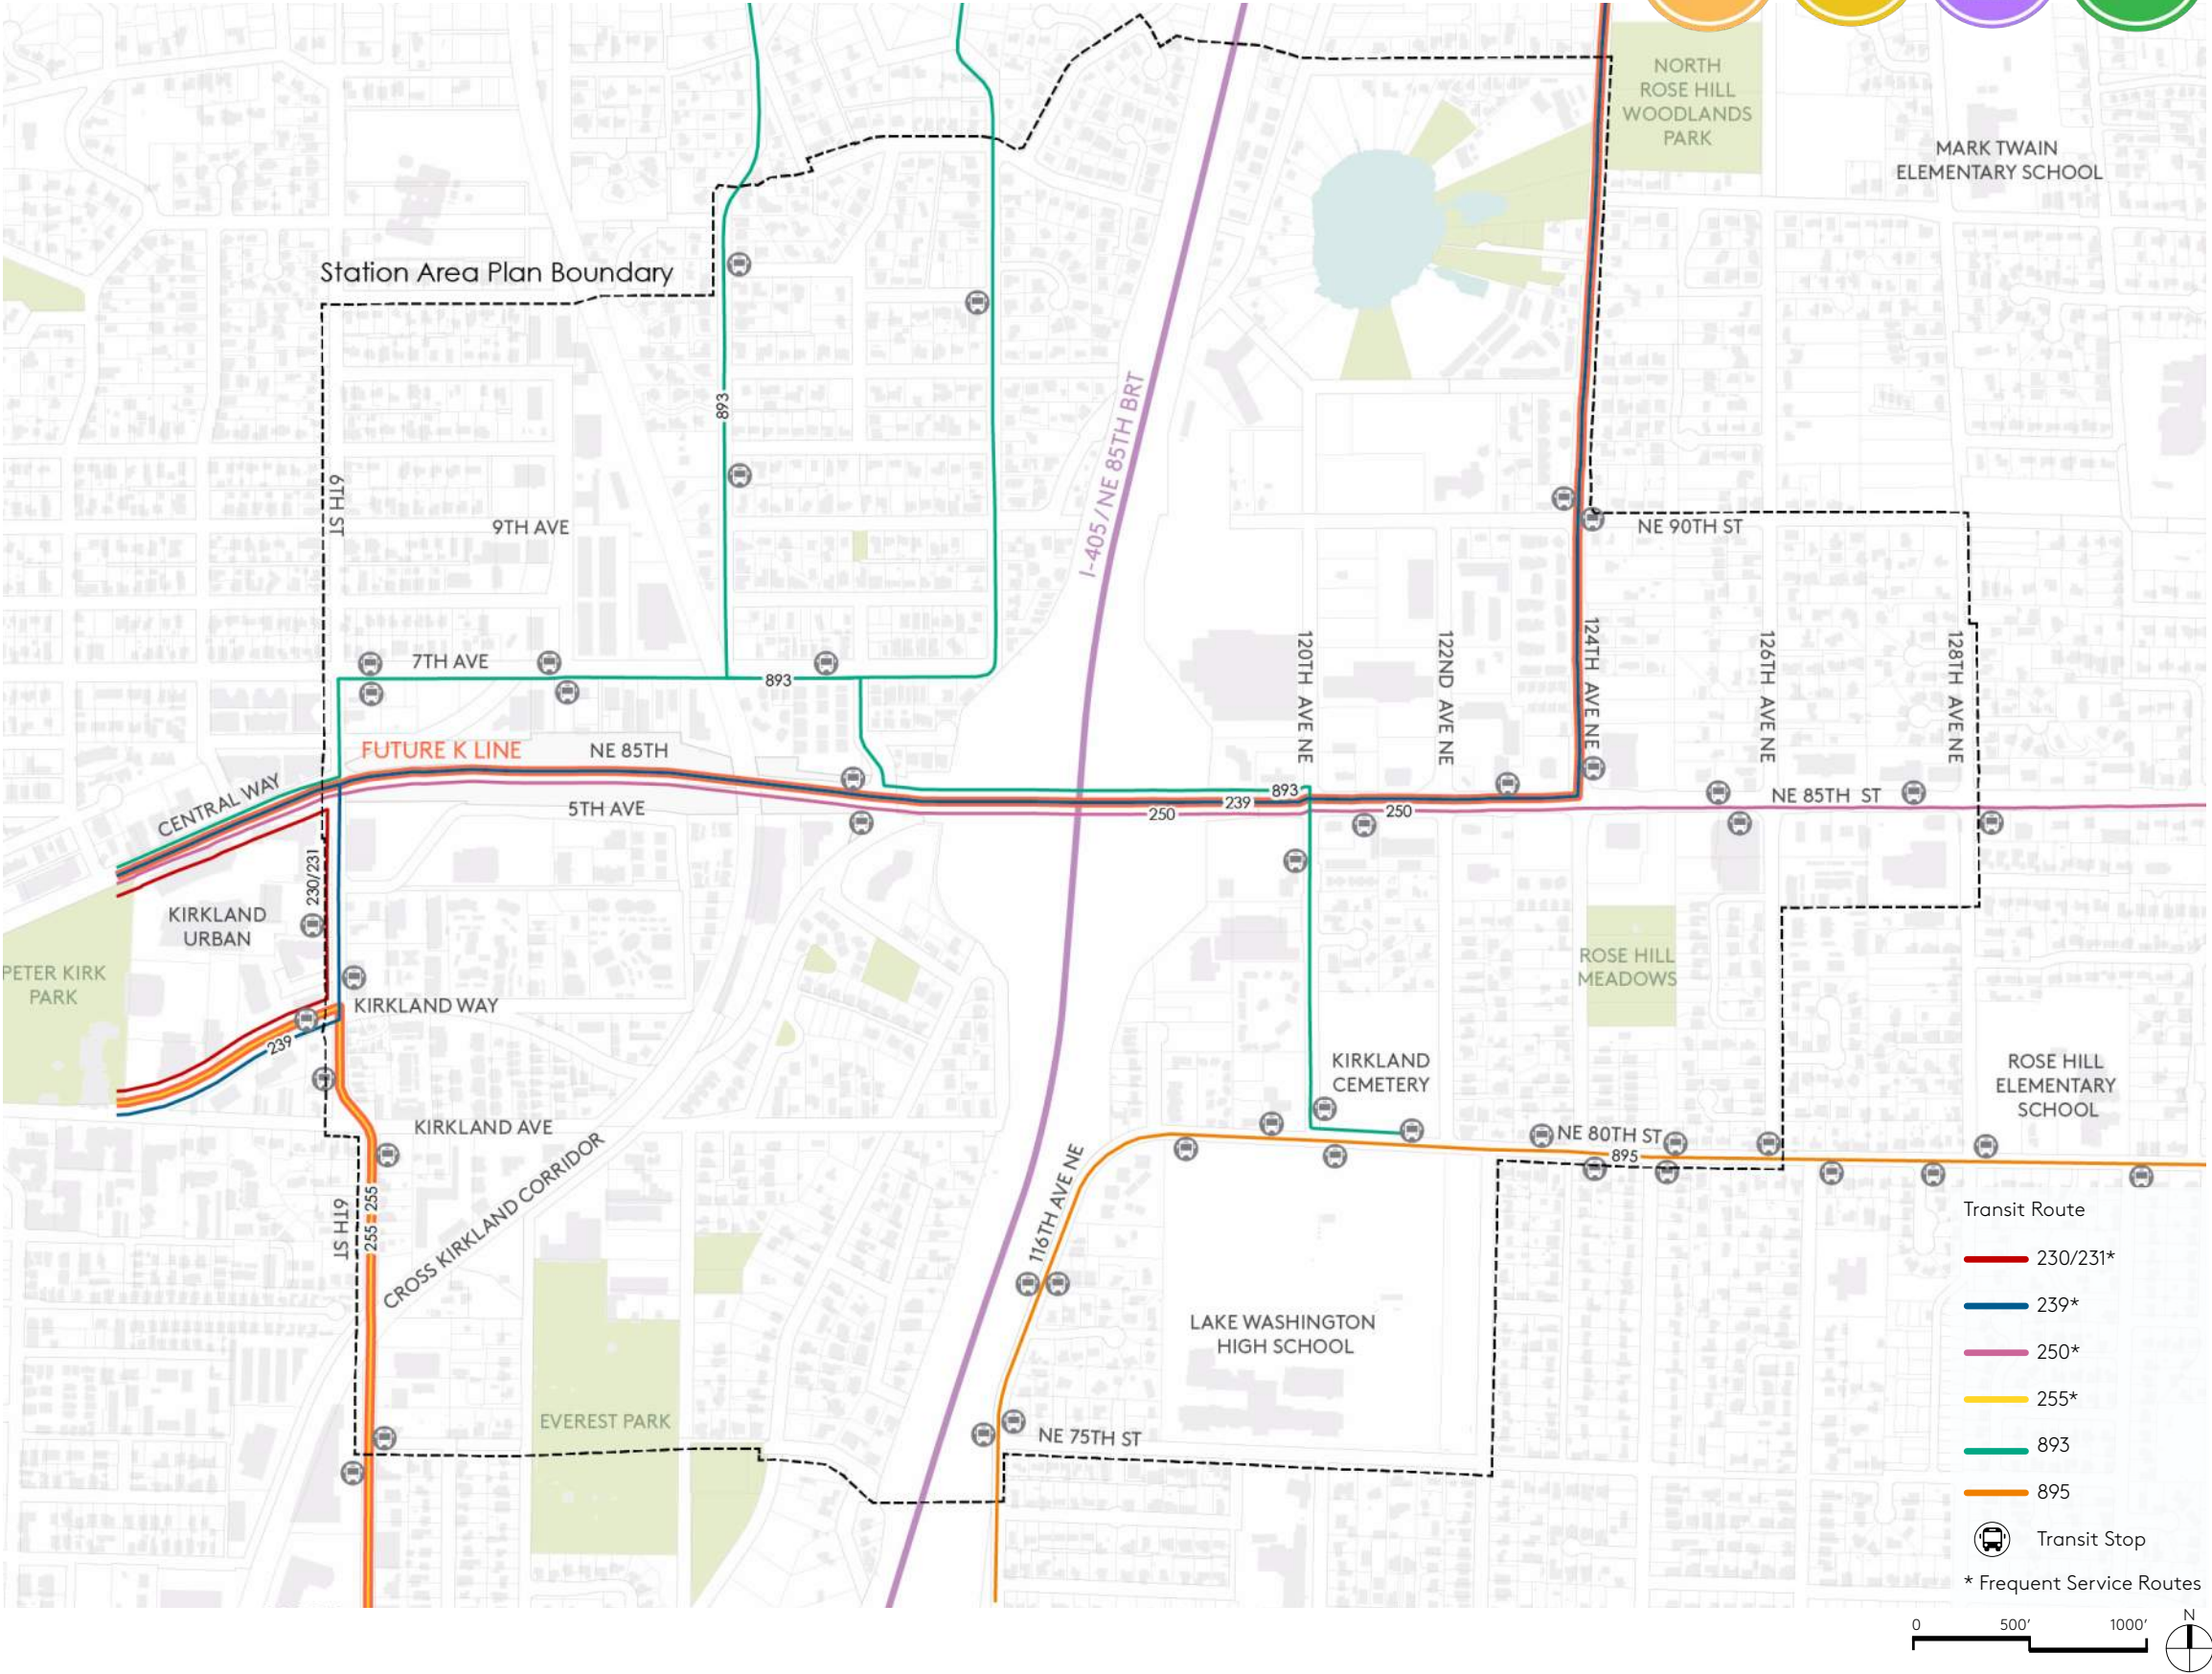 NORTH
ROSE HILL
WOODLANDS
PARK
MARK TWAIN
ELEMENTARY SCHOOL
Station Area Plan Boundary
893
I-405/NE 85TH BRT
6TH ST
9TH AVE
NE 90TH ST
7TH AVE
893
120TH AVE NE
122ND AVE NE
124TH AVE NE
126TH AVE NE
128TH AVE NE
FUTURE K LINE
NE 85TH
CENTRAL WAY
5TH AVE
893
239
250
250
NE 85TH ST
230/231
KIRKLAND
URBAN
PETER KIRK
PARK
KIRKLAND WAY
239
ROSE HILL
MEADOWS
KIRKLAND
CEMETERY
ROSE HILL
ELEMENTARY
SCHOOL
KIRKLAND AVE
NE 80TH ST
895
116TH AVE NE
6TH ST
255
255
CROSS KIRKLAND CORRIDOR
LAKE WASHINGTON
HIGH SCHOOL
EVEREST PARK
NE 75TH ST
Transit Route
230/231*
239*
250*
255*
893
895
Transit Stop
* Frequent Service Routes
0 500' 1000'
N